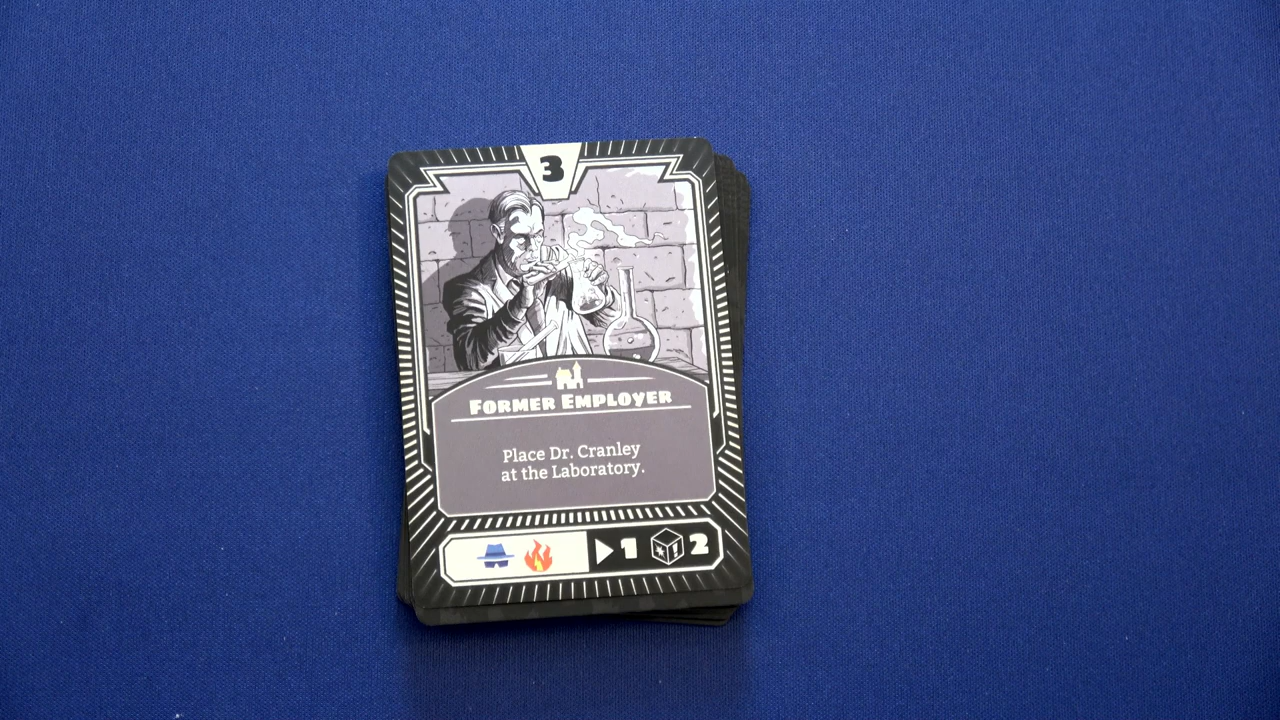 3
FORMER EMPLOYER
Place Dr. Cranley
at the Laboratory.
1 ! 2